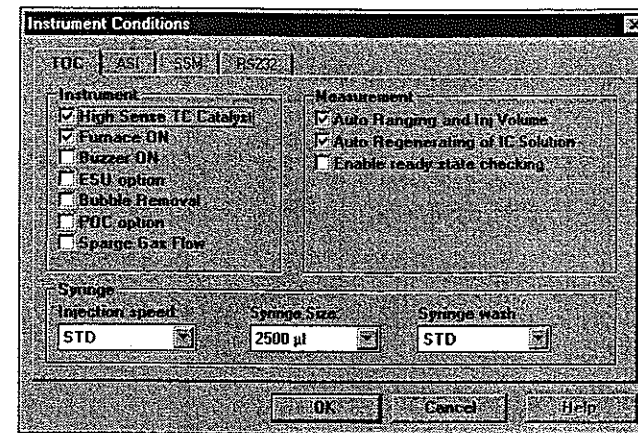 Instrument Conditions
TOC ASI SSM RS232
Instrument
High Sense TC Catalyst
Furnace ON
Buzzer ON
ESU option
Bubble Removal
POC option
Sparge Gas Flow
Measurement
Auto Ranging and Inj Volume
Auto Regenerating of IC Solution
Enable ready state checking
Syringe
Injection speed Syringe Size Syringe wash
STD 2500 µl STD
OK Cancel Help